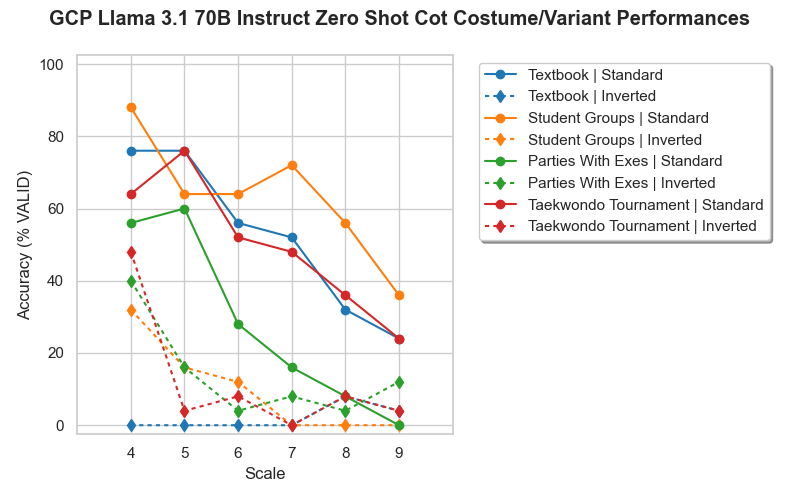 GCP Llama 3.1 70B Instruct Zero Shot Cot Costume/Variant Performances
Accuracy (% VALID)
100
80
60
40
20
0
4 5 6 7 8 9
Scale
Textbook | Standard
Textbook | Inverted
Student Groups | Standard
Student Groups | Inverted
Parties With Exes | Standard
Parties With Exes | Inverted
Taekwondo Tournament | Standard
Taekwondo Tournament | Inverted